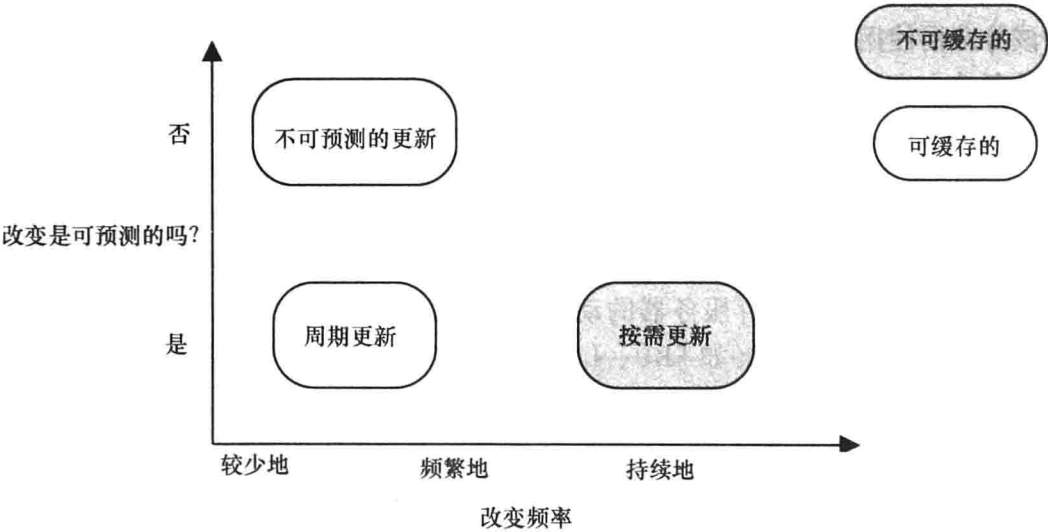 不可缓存的
否
不可预测的更新
可缓存的
改变是可预测的吗?
是
周期更新
按需更新
较少地
频繁地
持续地
改变频率